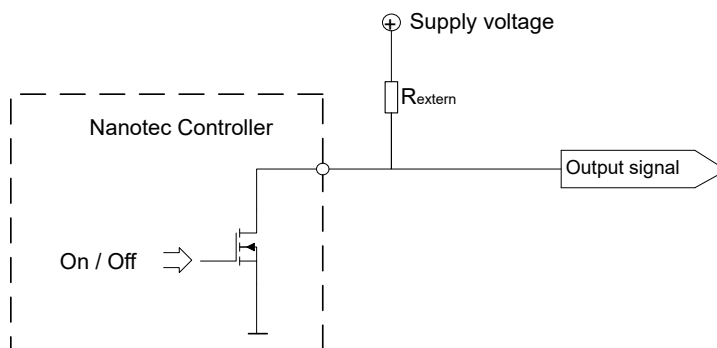 Supply voltage
Rextern
Nanotec Controller
Output signal
On / Off